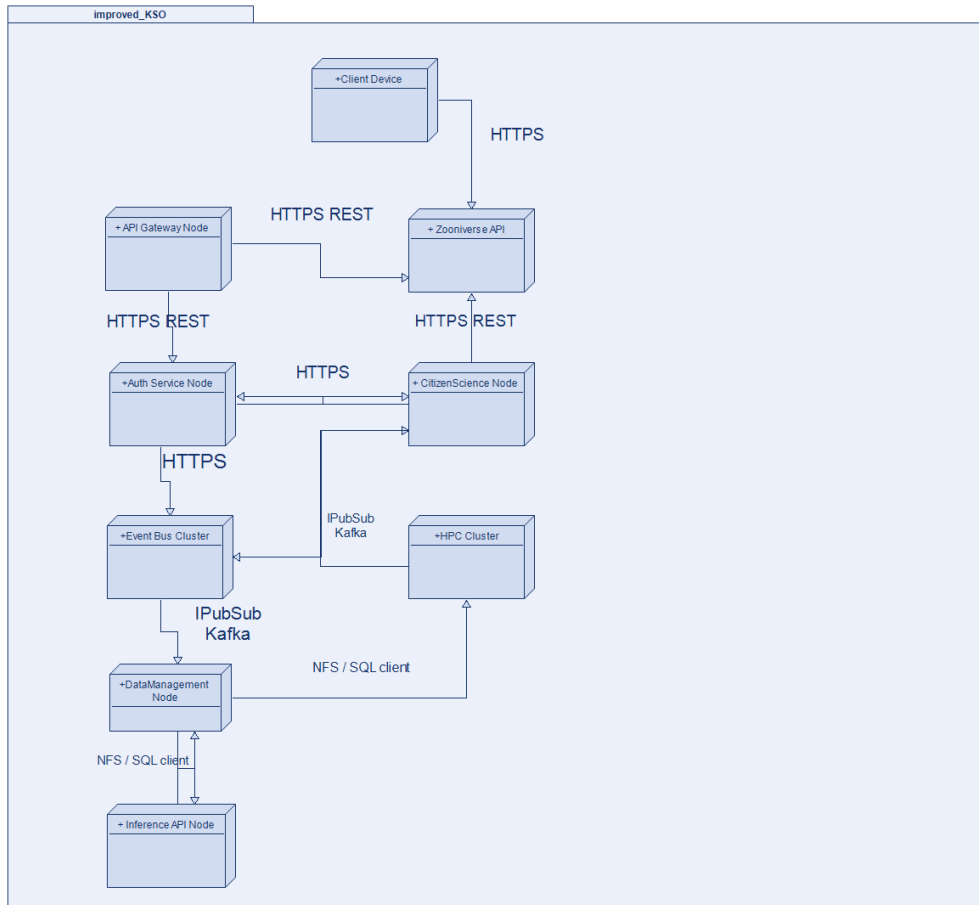 improved_KSO
+Client Device
HTTPS
HTTPS REST
+ API Gateway Node
+ Zooniverse API
HTTPS REST
HTTPS REST
+Auth Service Node
HTTPS
+ CitizenScience Node
HTTPS
+Event Bus Cluster
IPubSub
Kafka
+HPC Cluster
IPubSub
Kafka
+DataManagement
Node
NFS / SQL client
NFS / SQL client
+ Inference API Node